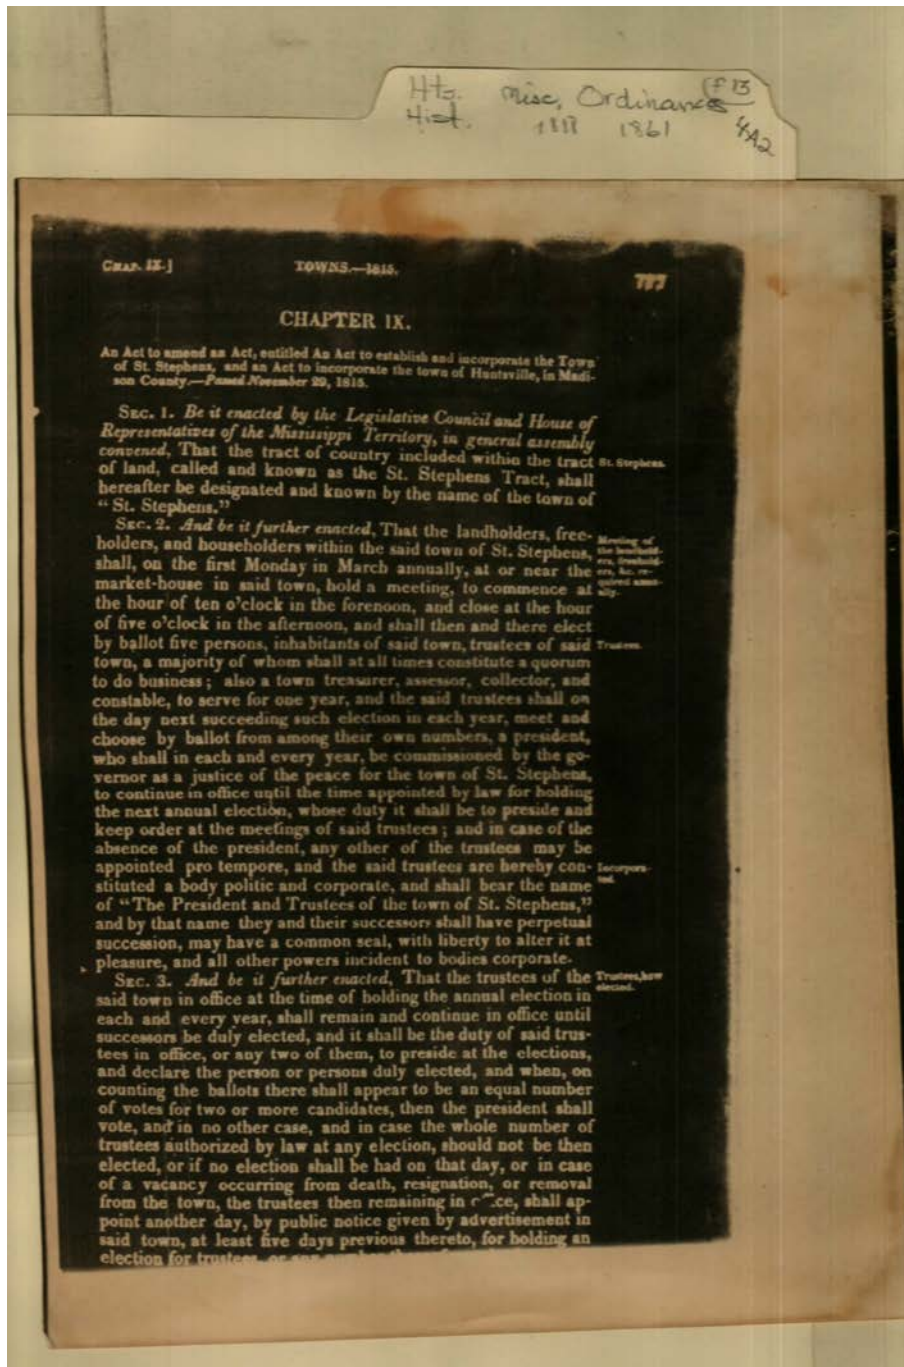 Hts. Misc. Ordinances F13
Hist. 1861 4A2
CHAP. IX.] TOWNS.—1815. 787
CHAPTER IX.
An Act to amend an Act, entitled An Act to establish and incorporate the Town
of St. Stephens, and an Act to incorporate the town of Huntsville, in Madi-
son County.—Passed November 29, 1815.
SEC. 1. Be it enacted by the Legislative Council and House of
Representatives of the Mississippi Territory, in general assembly
convened, That the tract of country included within the tract St. Stephens.
of land, called and known as the St. Stephens Tract, shall
hereafter be designated and known by the name of the town of
"St. Stephens."
SEC. 2. And be it further enacted, That the landholders, free- Meeting of
holders, and householders within the said town of St. Stephens, the landhold-
shall, on the first Monday in March annually, at or near the ers, freehold-
ers, &c. re-
market-house in said town, hold a meeting, to commence at quired annu-
ally.
the hour of ten o'clock in the forenoon, and close at the hour
of five o'clock in the afternoon, and shall then and there elect
by ballot five persons, inhabitants of said town, trustees of said Trustees.
town, a majority of whom shall at all times constitute a quorum
to do business; also a town treasurer, assessor, collector, and
constable, to serve for one year, and the said trustees shall on
the day next succeeding such election in each year, meet and
choose by ballot from among their own numbers, a president,
who shall in each and every year, be commissioned by the go-
vernor as a justice of the peace for the town of St. Stephens,
to continue in office until the time appointed by law for holding
the next annual election, whose duty it shall be to preside and
keep order at the meetings of said trustees; and in case of the
absence of the president, any other of the trustees may be
appointed pro tempore, and the said trustees are hereby con- Incorpora-
stituted a body politic and corporate, and shall bear the name ted.
of "The President and Trustees of the town of St. Stephens,"
and by that name they and their successors shall have perpetual
succession, may have a common seal, with liberty to alter it at
pleasure, and all other powers incident to bodies corporate.
SEC. 3. And be it further enacted, That the trustees of the Trustees, how
said town in office at the time of holding the annual election in elected.
each and every year, shall remain and continue in office until
successors be duly elected, and it shall be the duty of said trus-
tees in office, or any two of them, to preside at the elections,
and declare the person or persons duly elected, and when, on
counting the ballots there shall appear to be an equal number
of votes for two or more candidates, then the president shall
vote, and in no other case, and in case the whole number of
trustees authorized by law at any election, should not be then
elected, or if no election shall be had on that day, or in case
of a vacancy occurring from death, resignation, or removal
from the town, the trustees then remaining in office, shall ap-
point another day, by public notice given by advertisement in
said town, at least five days previous thereto, for holding an
election for trustees, or